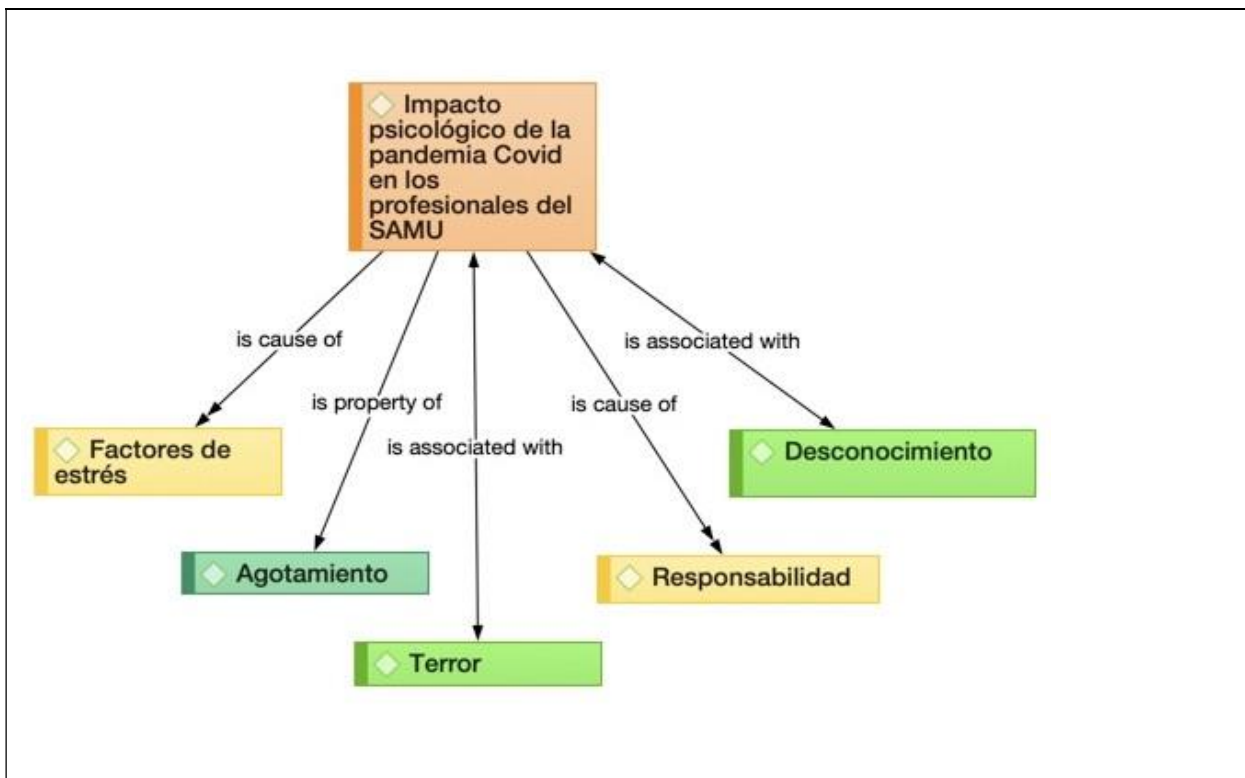 Impacto
psicológico de la
pandemia Covid
en los
profesionales del
SAMU
is cause of
is associated with
is property of
is cause of
is associated with
Factores de
estrés
Desconocimiento
Agotamiento
Responsabilidad
Terror